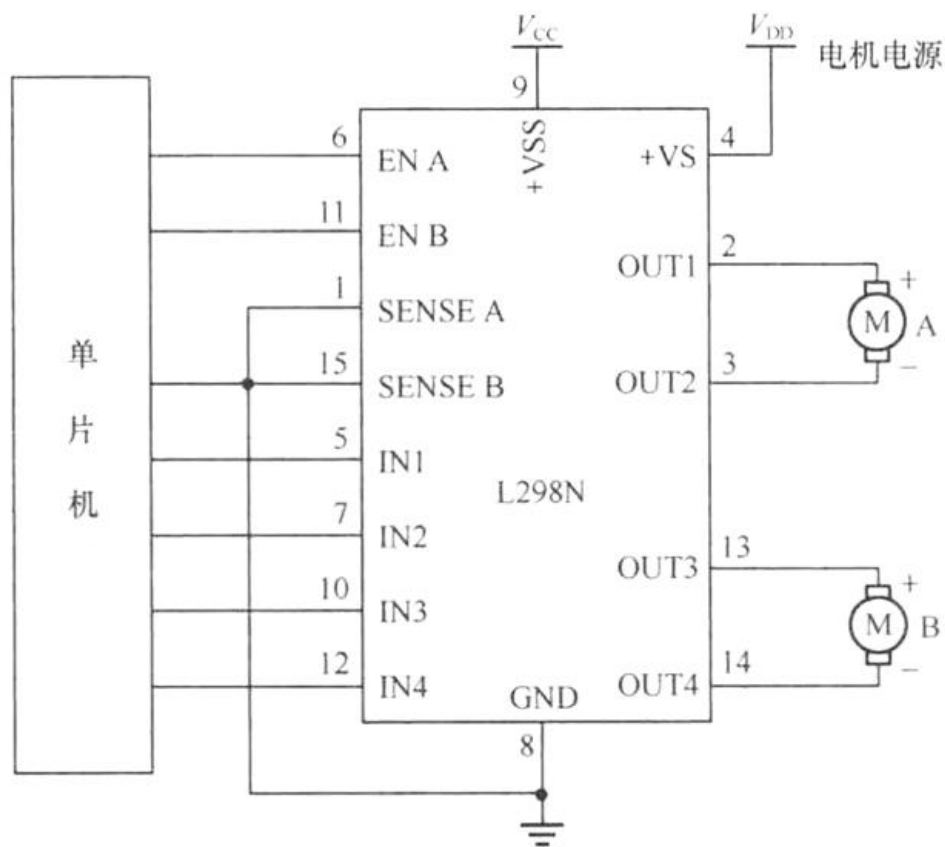 V_CC
V_DD
电机电源
9
6
EN A
+VSS
+VS
4
11
EN B
OUT1
2
1
SENSE A
+
M
A
单片机
15
SENSE B
OUT2
3
−
5
IN1
L298N
7
IN2
OUT3
13
10
IN3
+
M
B
12
IN4
GND
OUT4
14
−
8